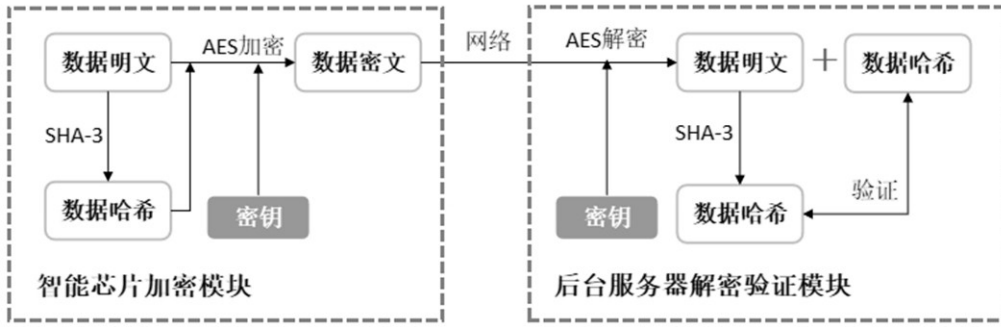 数据明文
AES加密
数据密文
网络
AES解密
数据明文
+
数据哈希
SHA-3
SHA-3
数据哈希
密钥
密钥
数据哈希
验证
智能芯片加密模块
后台服务器解密验证模块